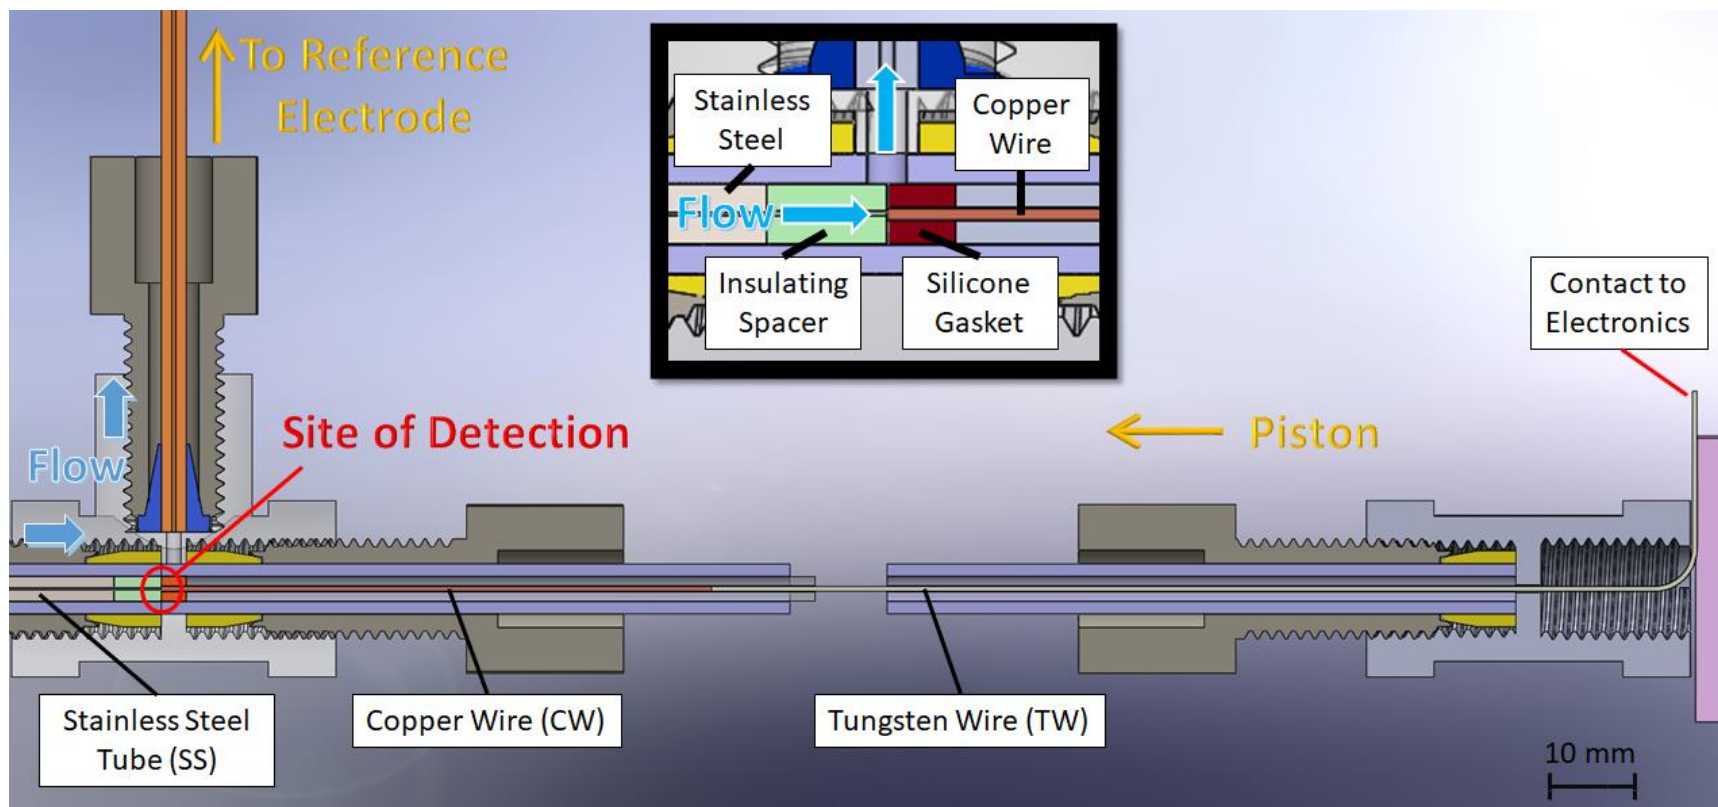 To Reference
Electrode
Stainless
Steel
Copper
Wire
Flow
Insulating
Spacer
Silicone
Gasket
Contact to
Electronics
Site of Detection
Piston
Flow
Stainless Steel
Tube (SS)
Copper Wire (CW)
Tungsten Wire (TW)
10 mm